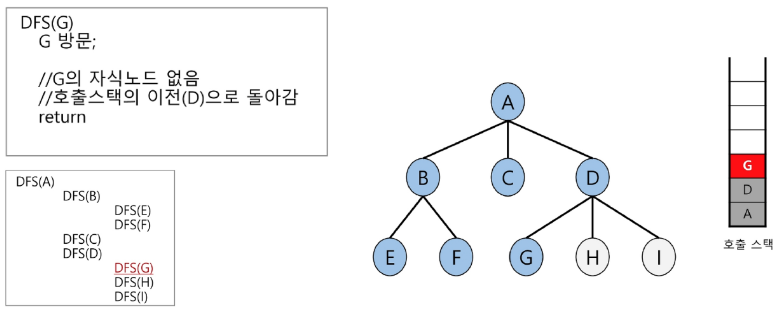 DFS(G)
G 방문;
//G의 자식노드 없음
//호출스택의 이전(D)으로 돌아감
return
DFS(A)
DFS(B)
DFS(E)
DFS(F)
DFS(C)
DFS(D)
DFS(G)
DFS(H)
DFS(I)
A
B
C
D
E
F
G
H
I
G
D
A
호출 스택